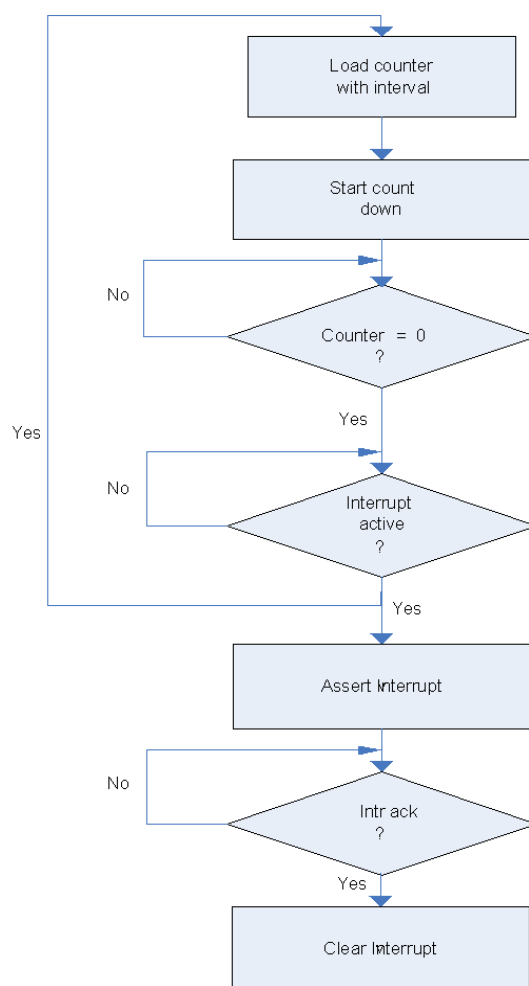 Load counter
with interval
Start count
down
No
Counter = 0
?
Yes
Yes
No
Interrupt
active
?
Yes
Assert Interrupt
No
Intr ack
?
Yes
Clear Interrupt